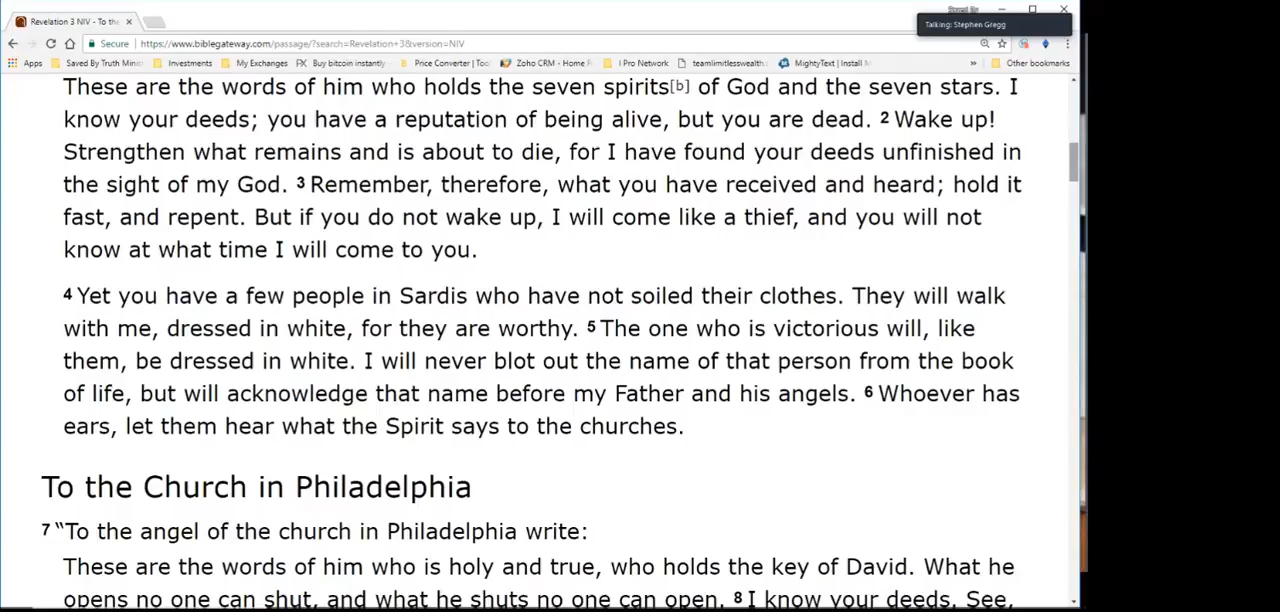 Saved By
Revelation 3 NIV - To the
Talking: Stephen Gregg
Secure
https://www.biblegateway.com/passage/?search=Revelation+3&version=NIV
Apps Saved By Truth Minis Investments My Exchanges Buy bitcoin instantly Price Converter | Tool Zoho CRM - Home P I Pro Network teamlimitlesswealth. MightyText | Install M » Other bookmarks
These are the words of him who holds the seven spirits[b] of God and the seven stars. I
know your deeds; you have a reputation of being alive, but you are dead. 2 Wake up!
Strengthen what remains and is about to die, for I have found your deeds unfinished in
the sight of my God. 3 Remember, therefore, what you have received and heard; hold it
fast, and repent. But if you do not wake up, I will come like a thief, and you will not
know at what time I will come to you.
4 Yet you have a few people in Sardis who have not soiled their clothes. They will walk
with me, dressed in white, for they are worthy. 5 The one who is victorious will, like
them, be dressed in white. I will never blot out the name of that person from the book
of life, but will acknowledge that name before my Father and his angels. 6 Whoever has
ears, let them hear what the Spirit says to the churches.
To the Church in Philadelphia
7 “To the angel of the church in Philadelphia write:
These are the words of him who is holy and true, who holds the key of David. What he
opens no one can shut, and what he shuts no one can open. 8 I know your deeds. See,